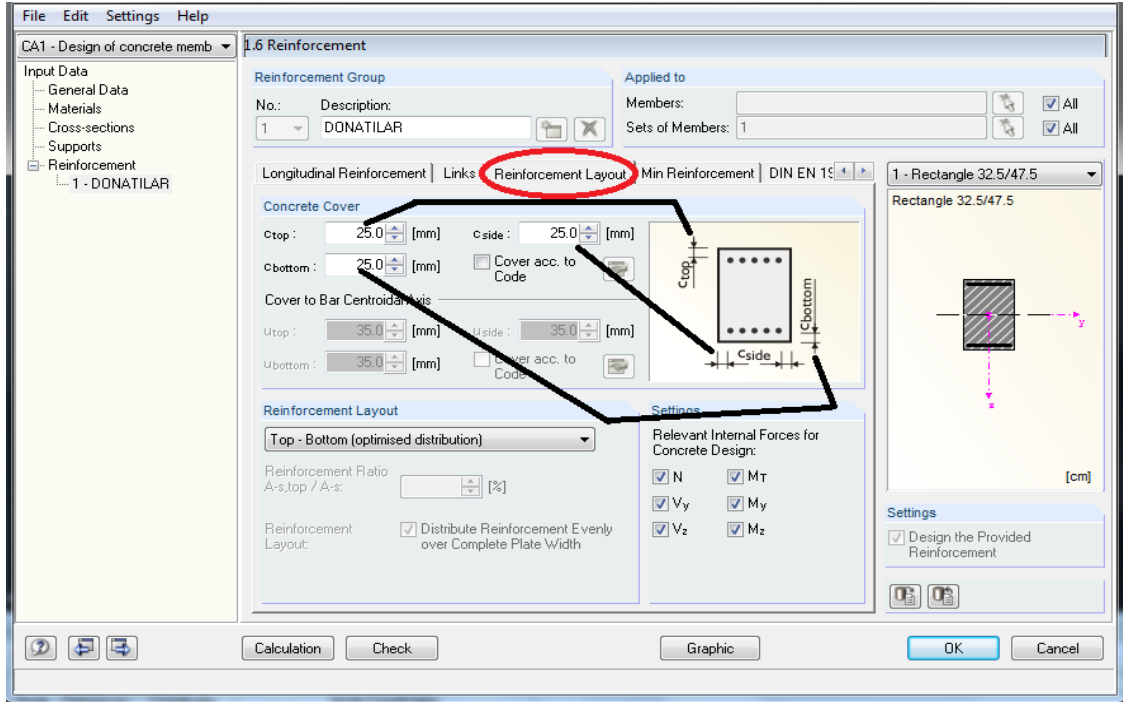 File Edit Settings Help
CA1 - Design of concrete memb
1.6 Reinforcement
Input Data
General Data
Materials
Cross-sections
Supports
Reinforcement
1 - DONATILAR
Reinforcement Group
No.: Description:
1 DONATILAR
Applied to
Members: All
Sets of Members: 1 All
Longitudinal Reinforcement Links Reinforcement Layout Min Reinforcement DIN EN 19
Concrete Cover
ctop : 25.0 [mm] cside : 25.0 [mm]
cbottom : 25.0 [mm] Cover acc. to
Code
Cover to Bar Centroidal Axis
utop : 35.0 [mm] uside : 35.0 [mm]
ubottom : 35.0 [mm] Cover acc. to
Code
ctop
cbottom
cside
Reinforcement Layout
Top - Bottom (optimised distribution)
Reinforcement Ratio
A-s,top / A-s: [%]
Reinforcement
Layout:
Distribute Reinforcement Evenly
over Complete Plate Width
Settings
Relevant Internal Forces for
Concrete Design:
N MT
Vy My
Vz Mz
1 - Rectangle 32.5/47.5
Rectangle 32.5/47.5
y
z
[cm]
Settings
Design the Provided
Reinforcement
Calculation Check Graphic OK Cancel